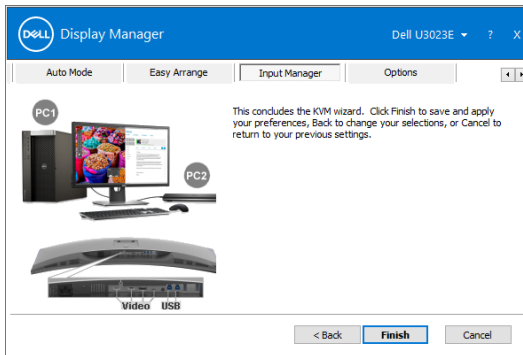 DELL Display Manager
Dell U3023E ? X
Auto Mode Easy Arrange Input Manager Options
PC1
This concludes the KVM wizard. Click Finish to save and apply
your preferences, Back to change your selections, or Cancel to
return to your previous settings.
PC2
Video USB
< Back Finish Cancel